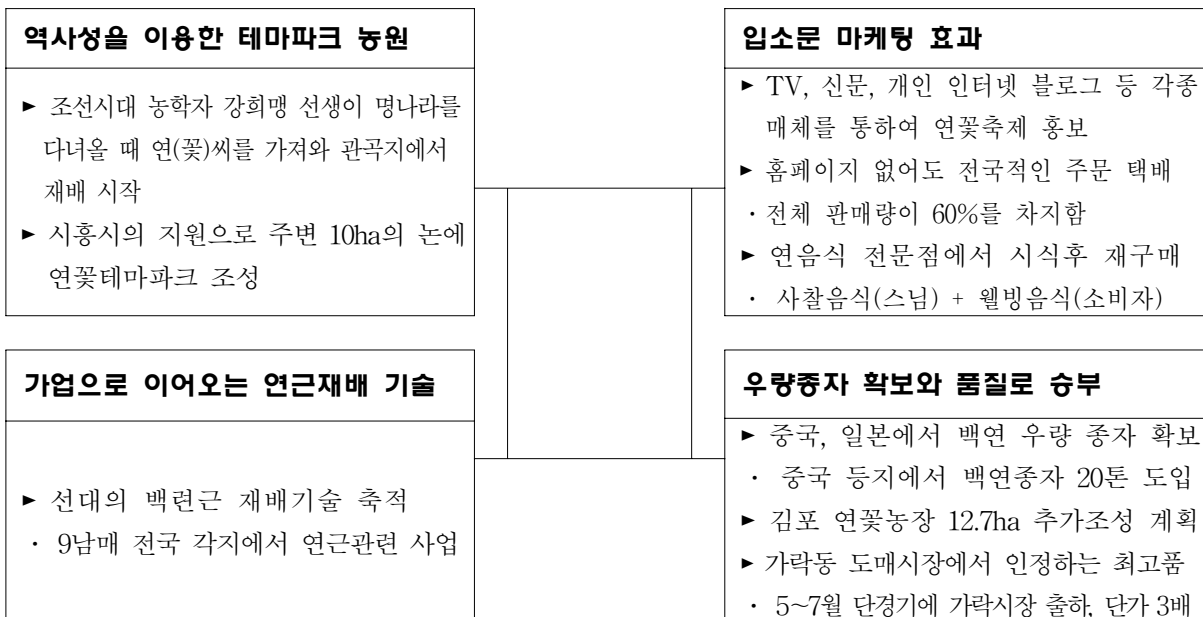 역사성을 이용한 테마파크 농원
► 조선시대 농학자 강희맹 선생이 명나라를
다녀올 때 연(꽃)씨를 가져와 관곡지에서
재배 시작
► 시흥시의 지원으로 주변 10ha의 논에
연꽃테마파크 조성
입소문 마케팅 효과
► TV, 신문, 개인 인터넷 블로그 등 각종
매체를 통하여 연꽃축제 홍보
► 홈페이지 없어도 전국적인 주문 택배
· 전체 판매량이 60%를 차지함
► 연음식 전문점에서 시식후 재구매
· 사찰음식(스님) + 웰빙음식(소비자)
가업으로 이어오는 연근재배 기술
► 선대의 백련근 재배기술 축적
· 9남매 전국 각지에서 연근관련 사업
우량종자 확보와 품질로 승부
► 중국, 일본에서 백연 우량 종자 확보
· 중국 등지에서 백연종자 20톤 도입
► 김포 연꽃농장 12.7ha 추가조성 계획
► 가락동 도매시장에서 인정하는 최고품
· 5~7월 단경기에 가락시장 출하, 단가 3배